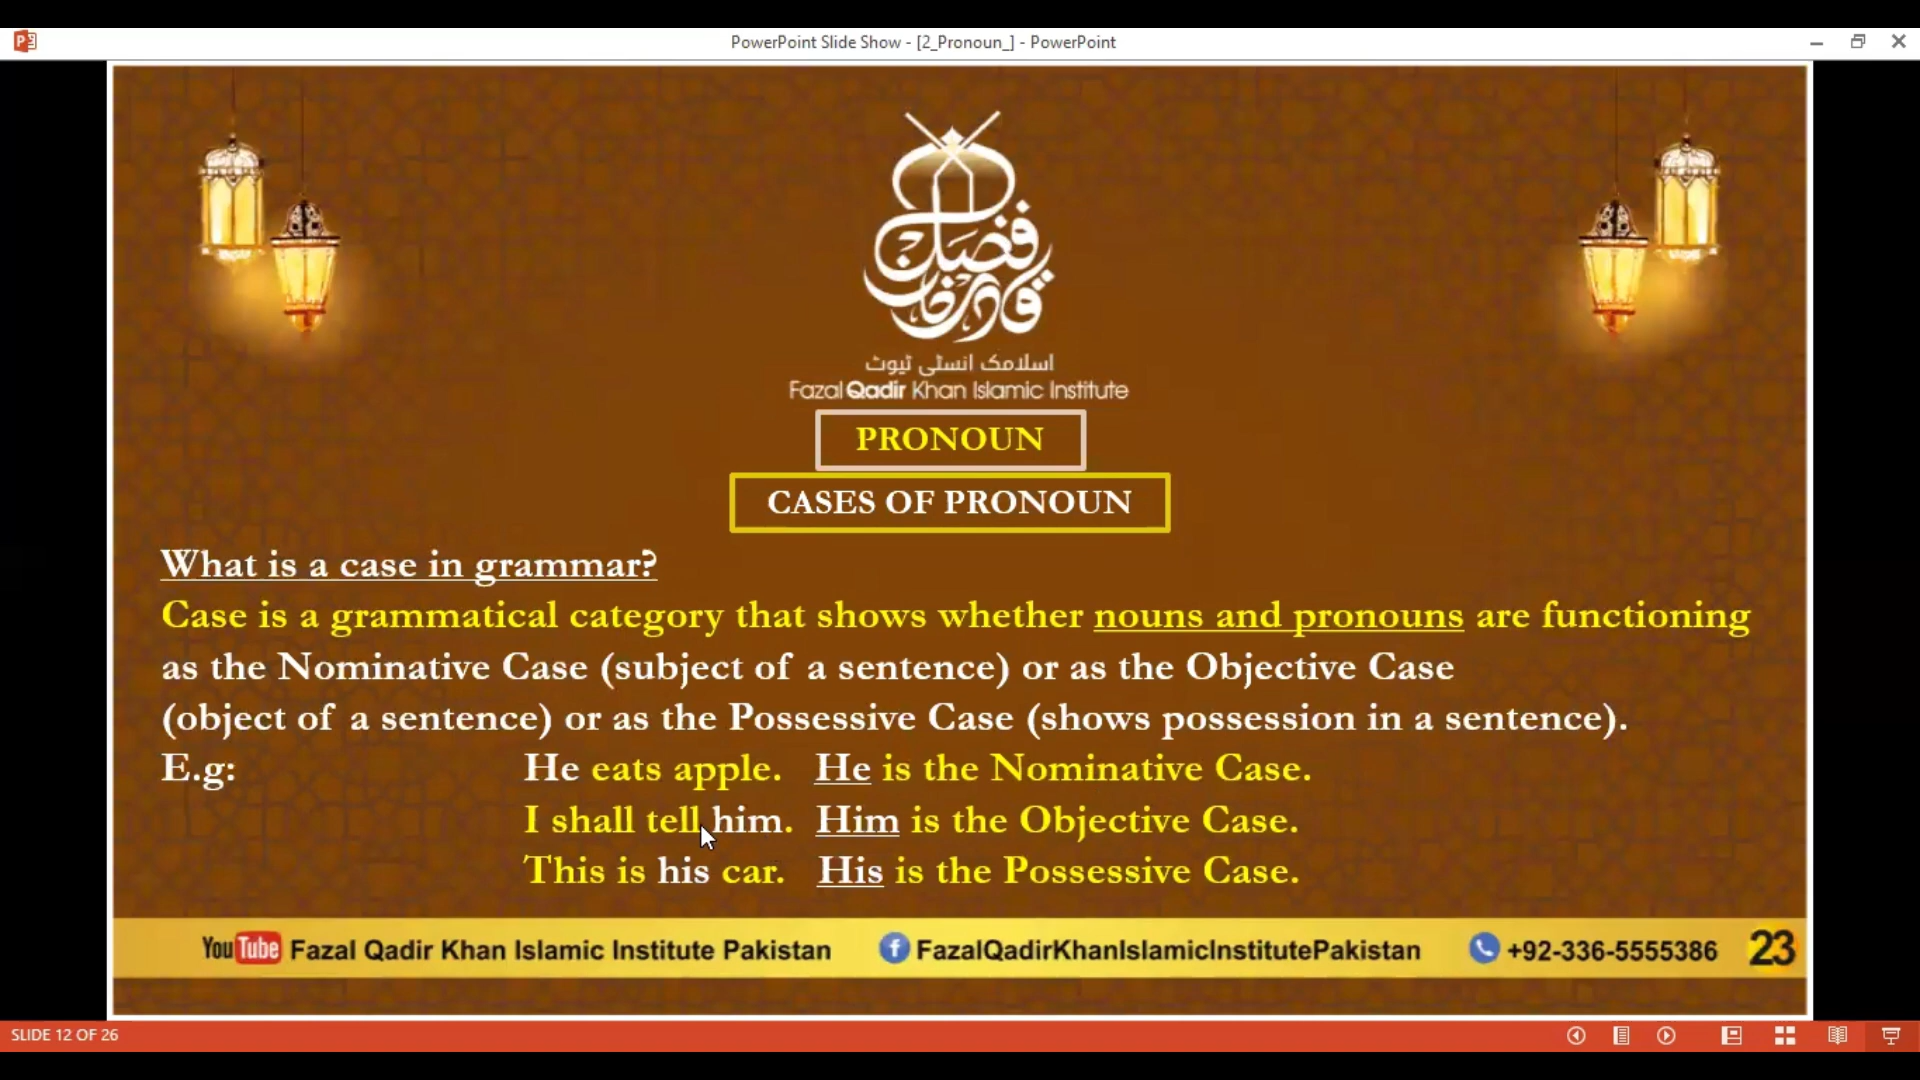 PowerPoint Slide Show - [2_Pronoun_] - PowerPoint
فضل
قادر خان
اسلامک انسٹی ٹیوٹ
Fazal Qadir Khan Islamic Institute
PRONOUN
CASES OF PRONOUN
What is a case in grammar?
Case is a grammatical category that shows whether nouns and pronouns are functioning
as the Nominative Case (subject of a sentence) or as the Objective Case
(object of a sentence) or as the Possessive Case (shows possession in a sentence).
E.g: He eats apple. He is the Nominative Case.
I shall tell him. Him is the Objective Case.
This is his car. His is the Possessive Case.
YouTube Fazal Qadir Khan Islamic Institute Pakistan f FazalQadirKhanIslamicInstitutePakistan +92-336-5555386 23
SLIDE 12 OF 26